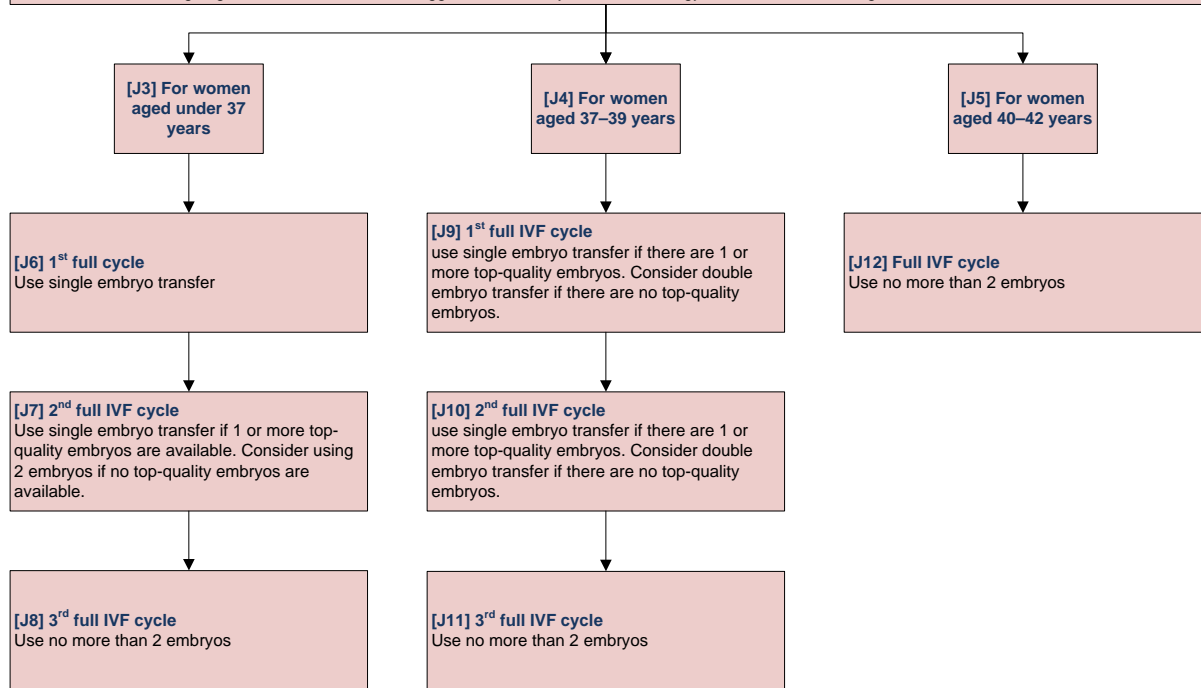 [J3] For women
aged under 37
years
[J4] For women
aged 37–39 years
[J5] For women
aged 40–42 years
[J6] 1st full cycle
Use single embryo transfer
[J9] 1st full IVF cycle
use single embryo transfer if there are 1 or
more top-quality embryos. Consider double
embryo transfer if there are no top-quality
embryos.
[J12] Full IVF cycle
Use no more than 2 embryos
[J7] 2nd full IVF cycle
Use single embryo transfer if 1 or more top-
quality embryos are available. Consider using
2 embryos if no top-quality embryos are
available.
[J10] 2nd full IVF cycle
use single embryo transfer if there are 1 or
more top-quality embryos. Consider double
embryo transfer if there are no top-quality
embryos.
[J8] 3rd full IVF cycle
Use no more than 2 embryos
[J11] 3rd full IVF cycle
Use no more than 2 embryos